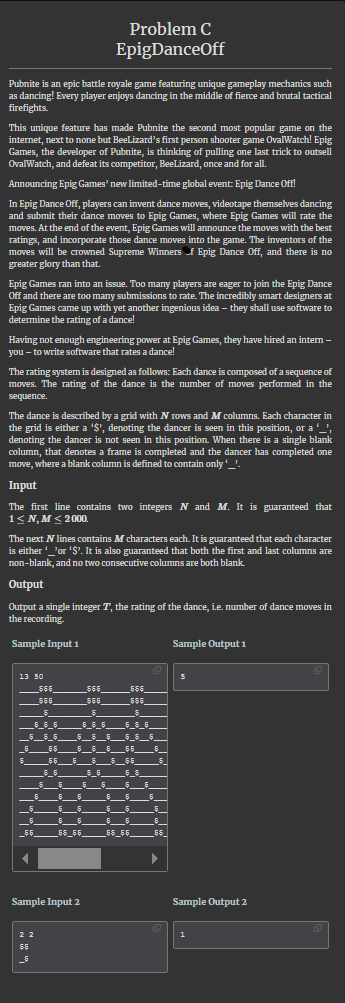 Problem C
EpigDanceOff
Pubnite is an epic battle royale game featuring unique gameplay mechanics such
as dancing! Every player enjoys dancing in the middle of fierce and brutal tactical
firefights.
This unique feature has made Pubnite the second most popular game on the
internet, next to none but BeeLizard's first person shooter game OvalWatch! Epig
Games, the developer of Pubnite, is thinking of pulling one last trick to outsell
OvalWatch, and defeat its competitor, BeeLizard, once and for all.
Announcing Epig Games' new limited-time global event: Epig Dance Off!
In Epig Dance Off, players can invent dance moves, videotape themselves dancing
and submit their dance moves to Epig Games, where Epig Games will rate the
moves. At the end of the event, Epig Games will announce the moves with the best
ratings, and incorporate those dance moves into the game. The inventors of the
moves will be crowned Supreme Winners of Epig Dance Off, and there is no
greater glory than that.
Epig Games ran into an issue. Too many players are eager to join the Epig Dance
Off and there are too many submissions to rate. The incredibly smart designers at
Epig Games came up with yet another ingenious idea – they shall use software to
determine the rating of a dance!
Having not enough engineering power at Epig Games, they have hired an intern –
you – to write software that rates a dance!
The rating system is designed as follows: Each dance is composed of a sequence of
moves. The rating of the dance is the number of moves performed in the
sequence.
The dance is described by a grid with N rows and M columns. Each character in
the grid is either a '$', denoting the dancer is seen in this position, or a '_',
denoting the dancer is not seen in this position. When there is a single blank
column, that denotes a frame is completed and the dancer has completed one
move, where a blank column is defined to contain only '_'.
Input
The first line contains two integers N and M. It is guaranteed that
1 ≤ N, M ≤ 2 000.
The next N lines contains M characters each. It is guaranteed that each character
is either '_'or '$'. It is also guaranteed that both the first and last columns are
non-blank, and no two consecutive columns are both blank.
Output
Output a single integer T, the rating of the dance, i.e. number of dance moves in
the recording.
Sample Input 1 Sample Output 1
13 50 5
Sample Input 2 Sample Output 2
2 2 1
$$
_$